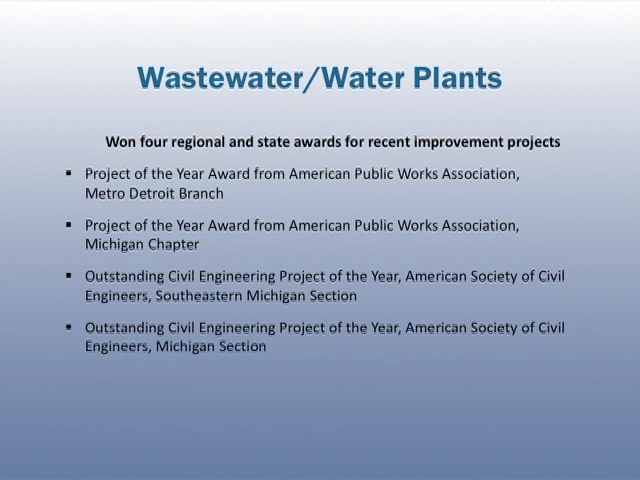 Wastewater/Water Plants
Won four regional and state awards for recent improvement projects
▪ Project of the Year Award from American Public Works Association,
Metro Detroit Branch
▪ Project of the Year Award from American Public Works Association,
Michigan Chapter
▪ Outstanding Civil Engineering Project of the Year, American Society of Civil
Engineers, Southeastern Michigan Section
▪ Outstanding Civil Engineering Project of the Year, American Society of Civil
Engineers, Michigan Section